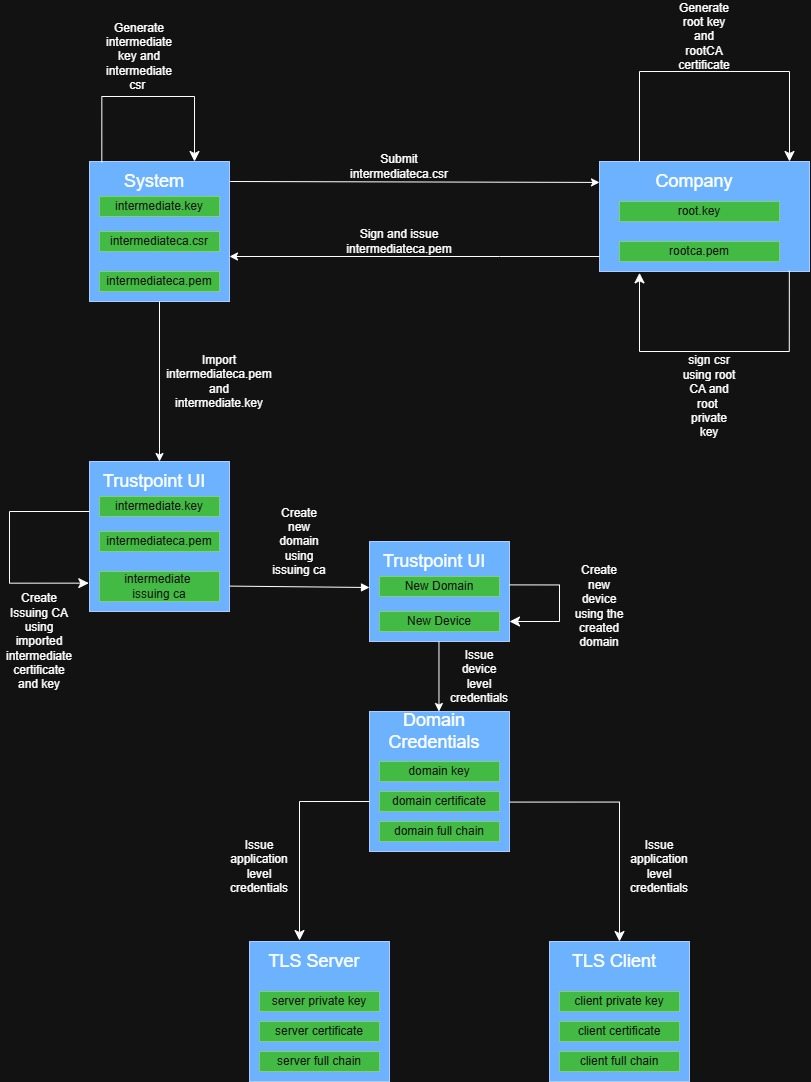 Generate
intermediate
key and
intermediate
csr
Generate
root key
and
rootCA
certificate
System
intermediate.key
intermediateca.csr
intermediateca.pem
Submit
intermediateca.csr
Sign and issue
intermediateca.pem
Company
root.key
rootca.pem
sign csr
using root
CA and
root
private
key
Import
intermediateca.pem
and
intermediate.key
Trustpoint UI
intermediate.key
intermediateca.pem
intermediate
issuing ca
Create
Issuing CA
using
imported
intermediate
certificate
and key
Create
new
domain
using
issuing ca
Trustpoint UI
New Domain
New Device
Create
new
device
using the
created
domain
Issue
device
level
credentials
Domain
Credentials
domain key
domain certificate
domain full chain
Issue
application
level
credentials
Issue
application
level
credentials
TLS Server
server private key
server certificate
server full chain
TLS Client
client private key
client certificate
client full chain